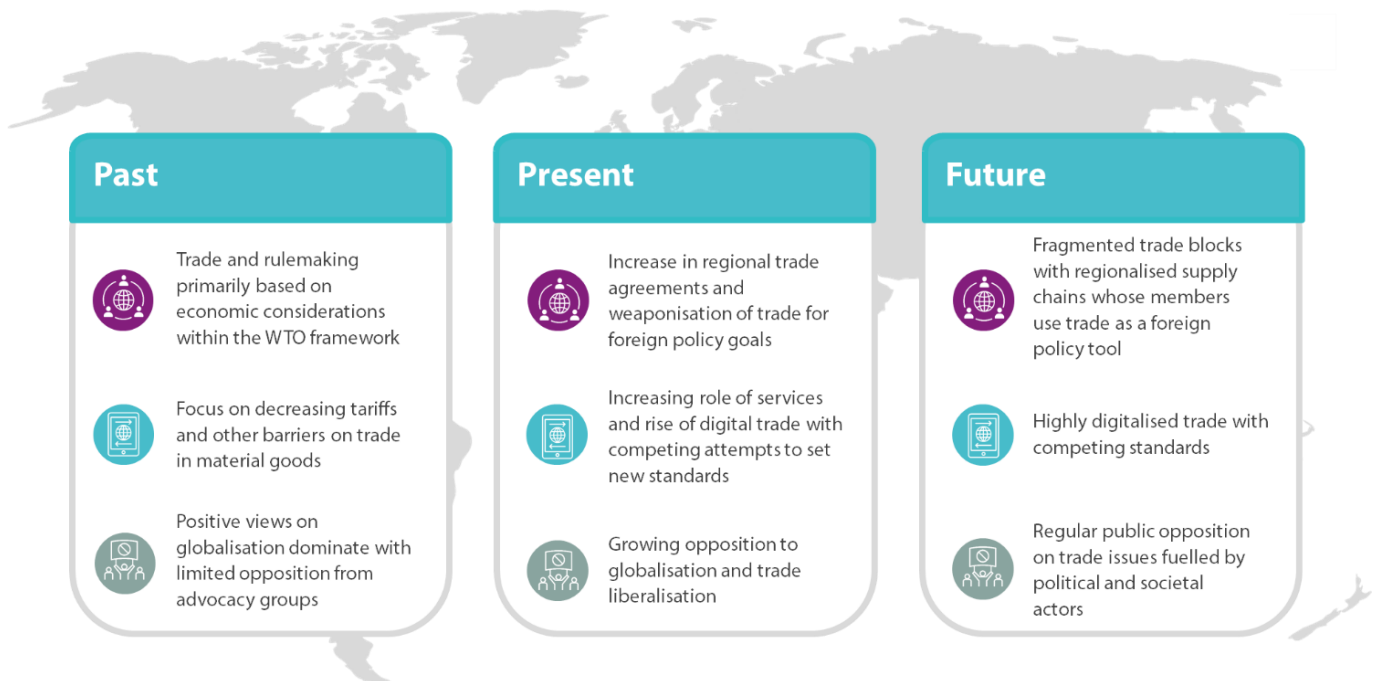 Past
Trade and rulemaking
primarily based on
economic considerations
within the WTO framework
Focus on decreasing tariffs
and other barriers on trade
in material goods
Positive views on
globalisation dominate with
limited opposition from
advocacy groups
Present
Increase in regional trade
agreements and
weaponisation of trade for
foreign policy goals
Increasing role of services
and rise of digital trade with
competing attempts to set
new standards
Growing opposition to
globalisation and trade
liberalisation
Future
Fragmented trade blocks
with regionalised supply
chains whose members
use trade as a foreign
policy tool
Highly digitalised trade with
competing standards
Regular public opposition
on trade issues fuelled by
political and societal
actors